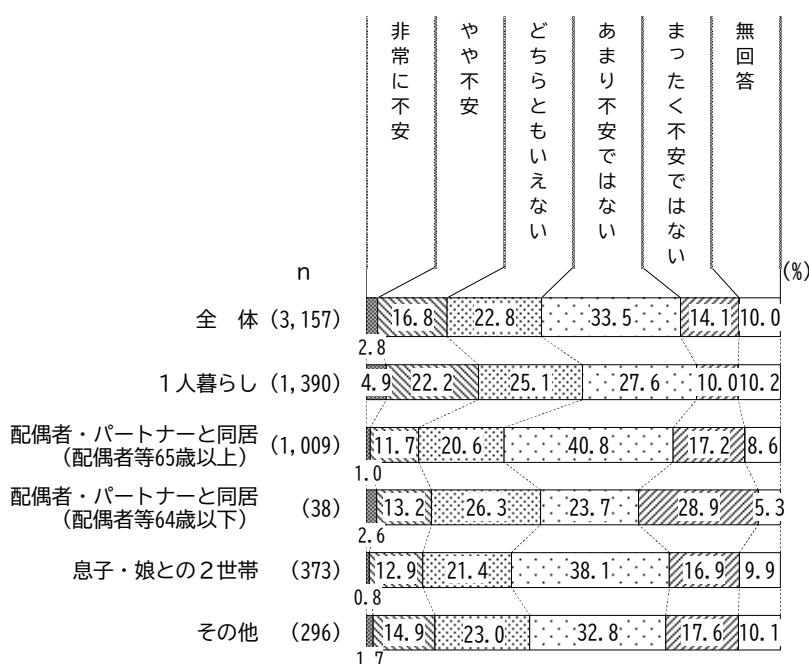 非常に不安
やや不安
どちらともいえない
あまり不安ではない
まったく不安ではない
無回答
n
(%)
全　体 (3,157) 16.8 22.8 33.5 14.1 10.0
2.8
１人暮らし (1,390) 4.9 22.2 25.1 27.6 10.0 10.2
配偶者・パートナーと同居
（配偶者等65歳以上） (1,009) 11.7 20.6 40.8 17.2 8.6
1.0
配偶者・パートナーと同居
（配偶者等64歳以下） (38) 13.2 26.3 23.7 28.9 5.3
2.6
息子・娘との２世帯 (373) 12.9 21.4 38.1 16.9 9.9
0.8
その他 (296) 14.9 23.0 32.8 17.6 10.1
1.7